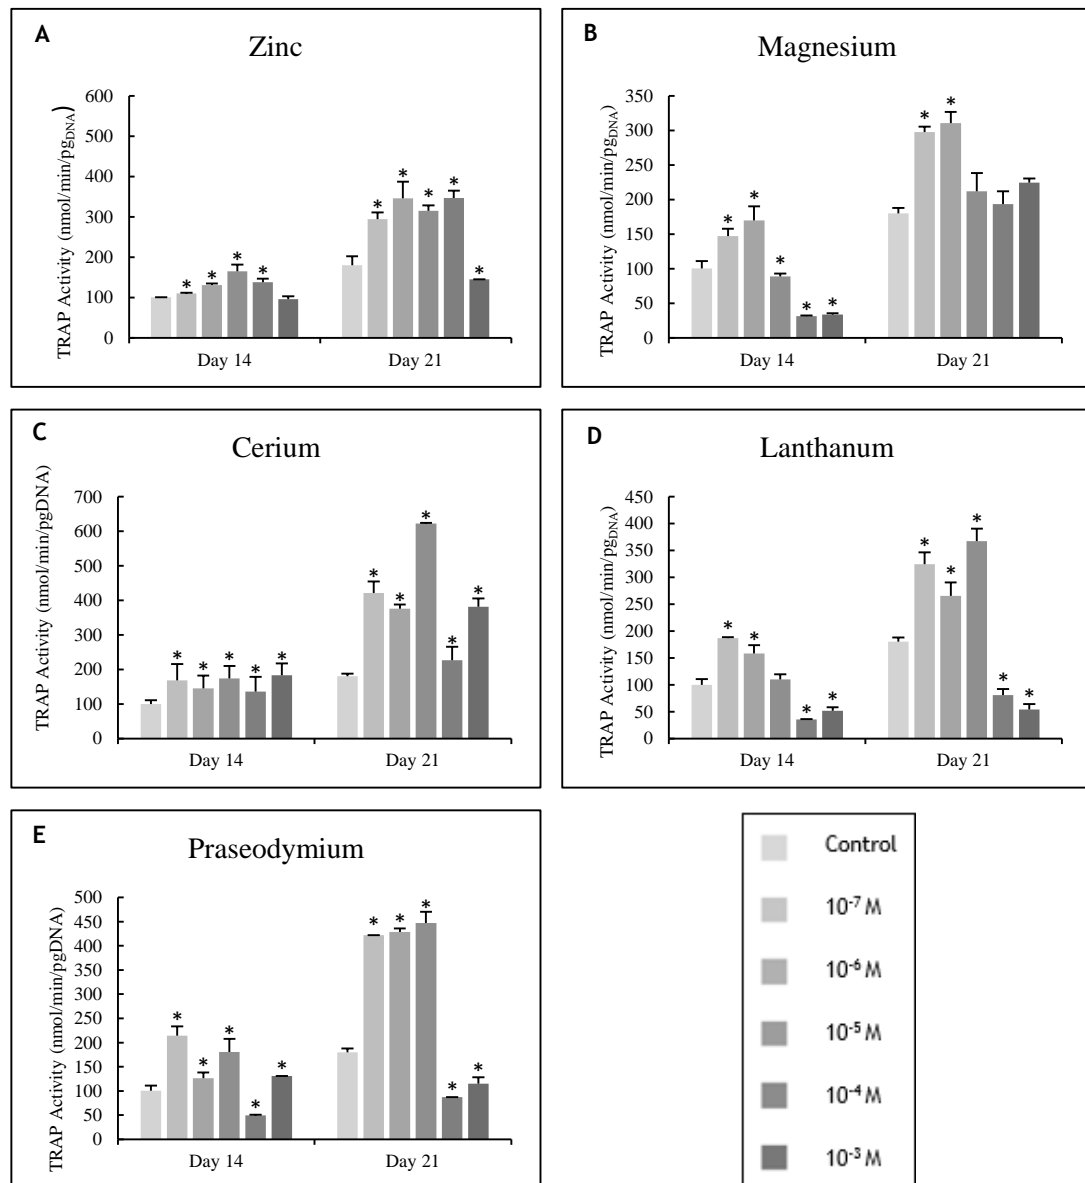 A
Zinc
TRAP Activity (nmol/min/pgDNA)
600
500
400
300
200
100
0
* * * * * * * * *
Day 14 Day 21
B
Magnesium
TRAP Activity (nmol/min/pgDNA)
350
300
250
200
150
100
50
0
* * * * * * *
Day 14 Day 21
C
Cerium
TRAP Activity (nmol/min/pgDNA)
700
600
500
400
300
200
100
0
* * * * * * * * * *
Day 14 Day 21
D
Lanthanum
TRAP Activity (nmol/min/pgDNA)
450
400
350
300
250
200
150
100
50
0
* * * * * * * * *
Day 14 Day 21
E
Praseodymium
TRAP Activity (nmol/min/pgDNA)
500
450
400
350
300
250
200
150
100
50
0
* * * * * * * * * *
Day 14 Day 21
Control
10⁻⁷ M
10⁻⁶ M
10⁻⁵ M
10⁻⁴ M
10⁻³ M